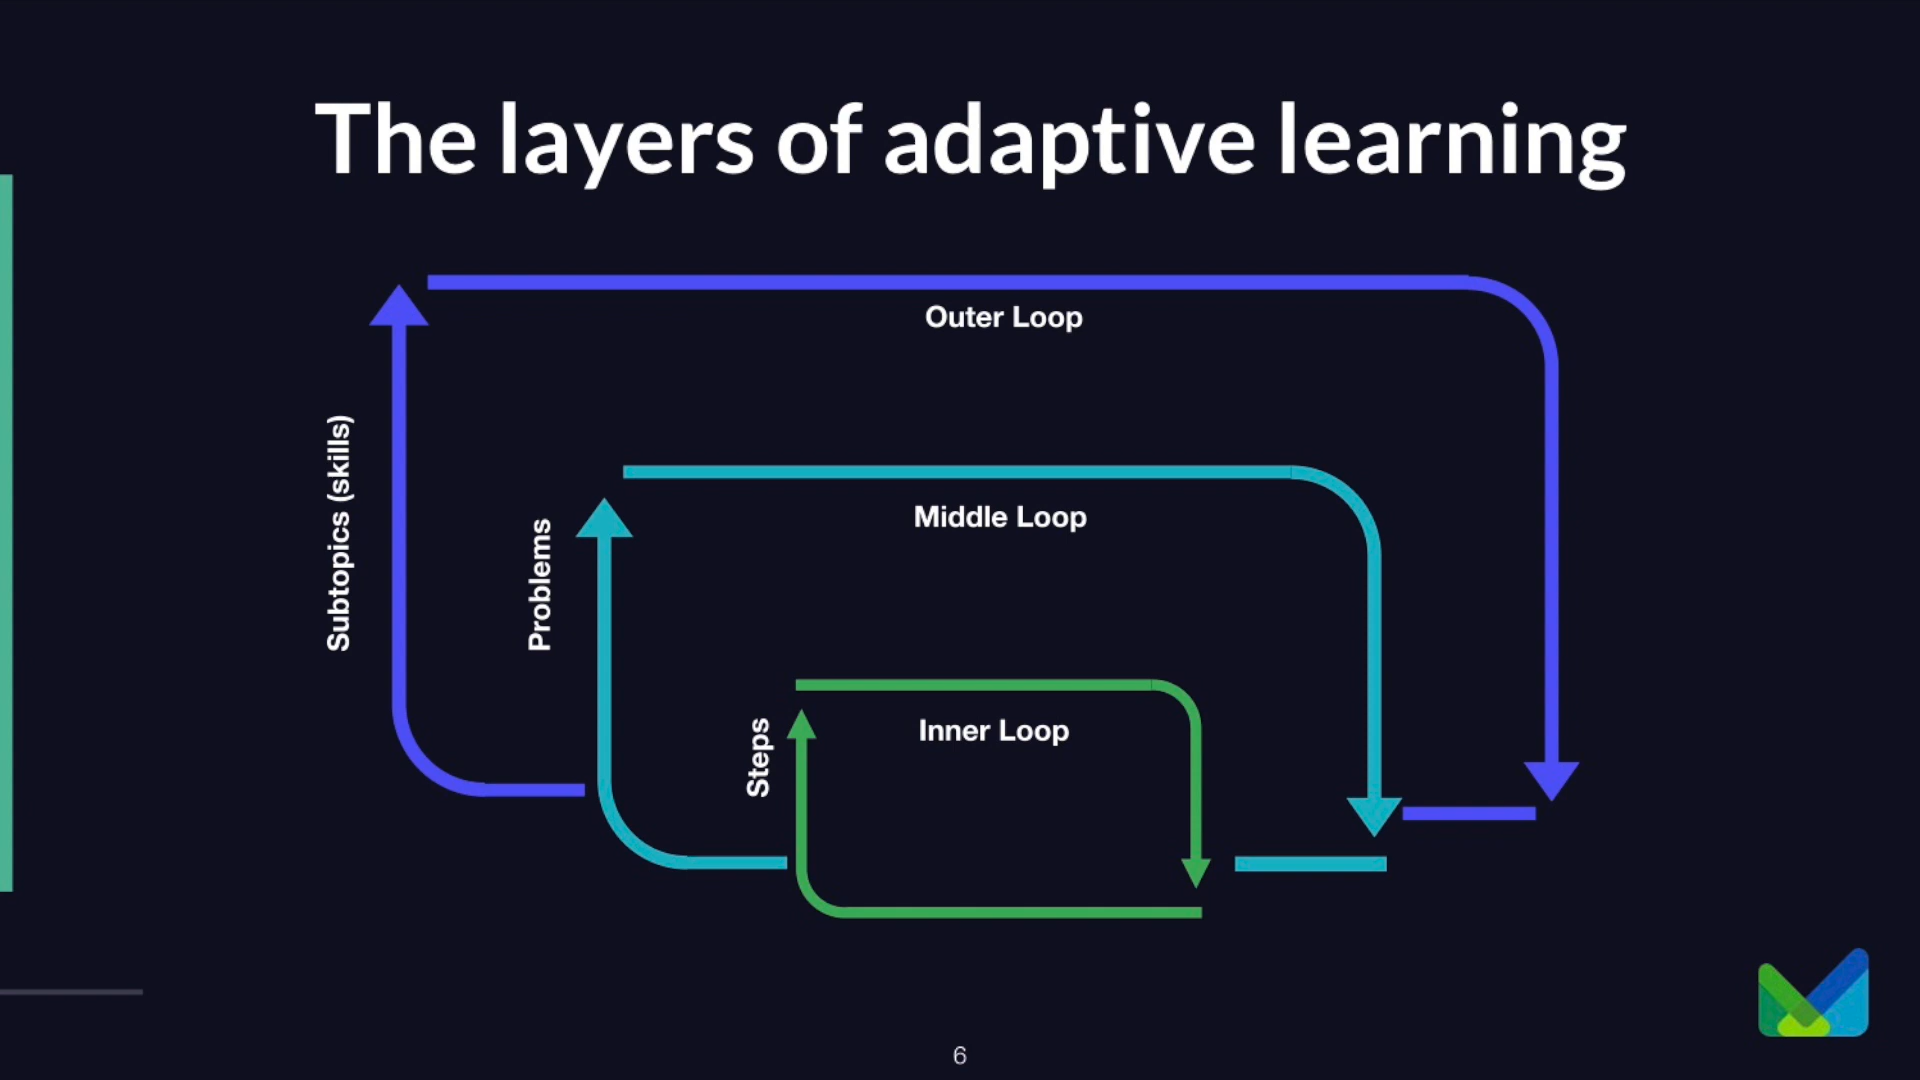 The layers of adaptive learning
Outer Loop
Subtopics (skills)
Middle Loop
Problems
Inner Loop
Steps
6